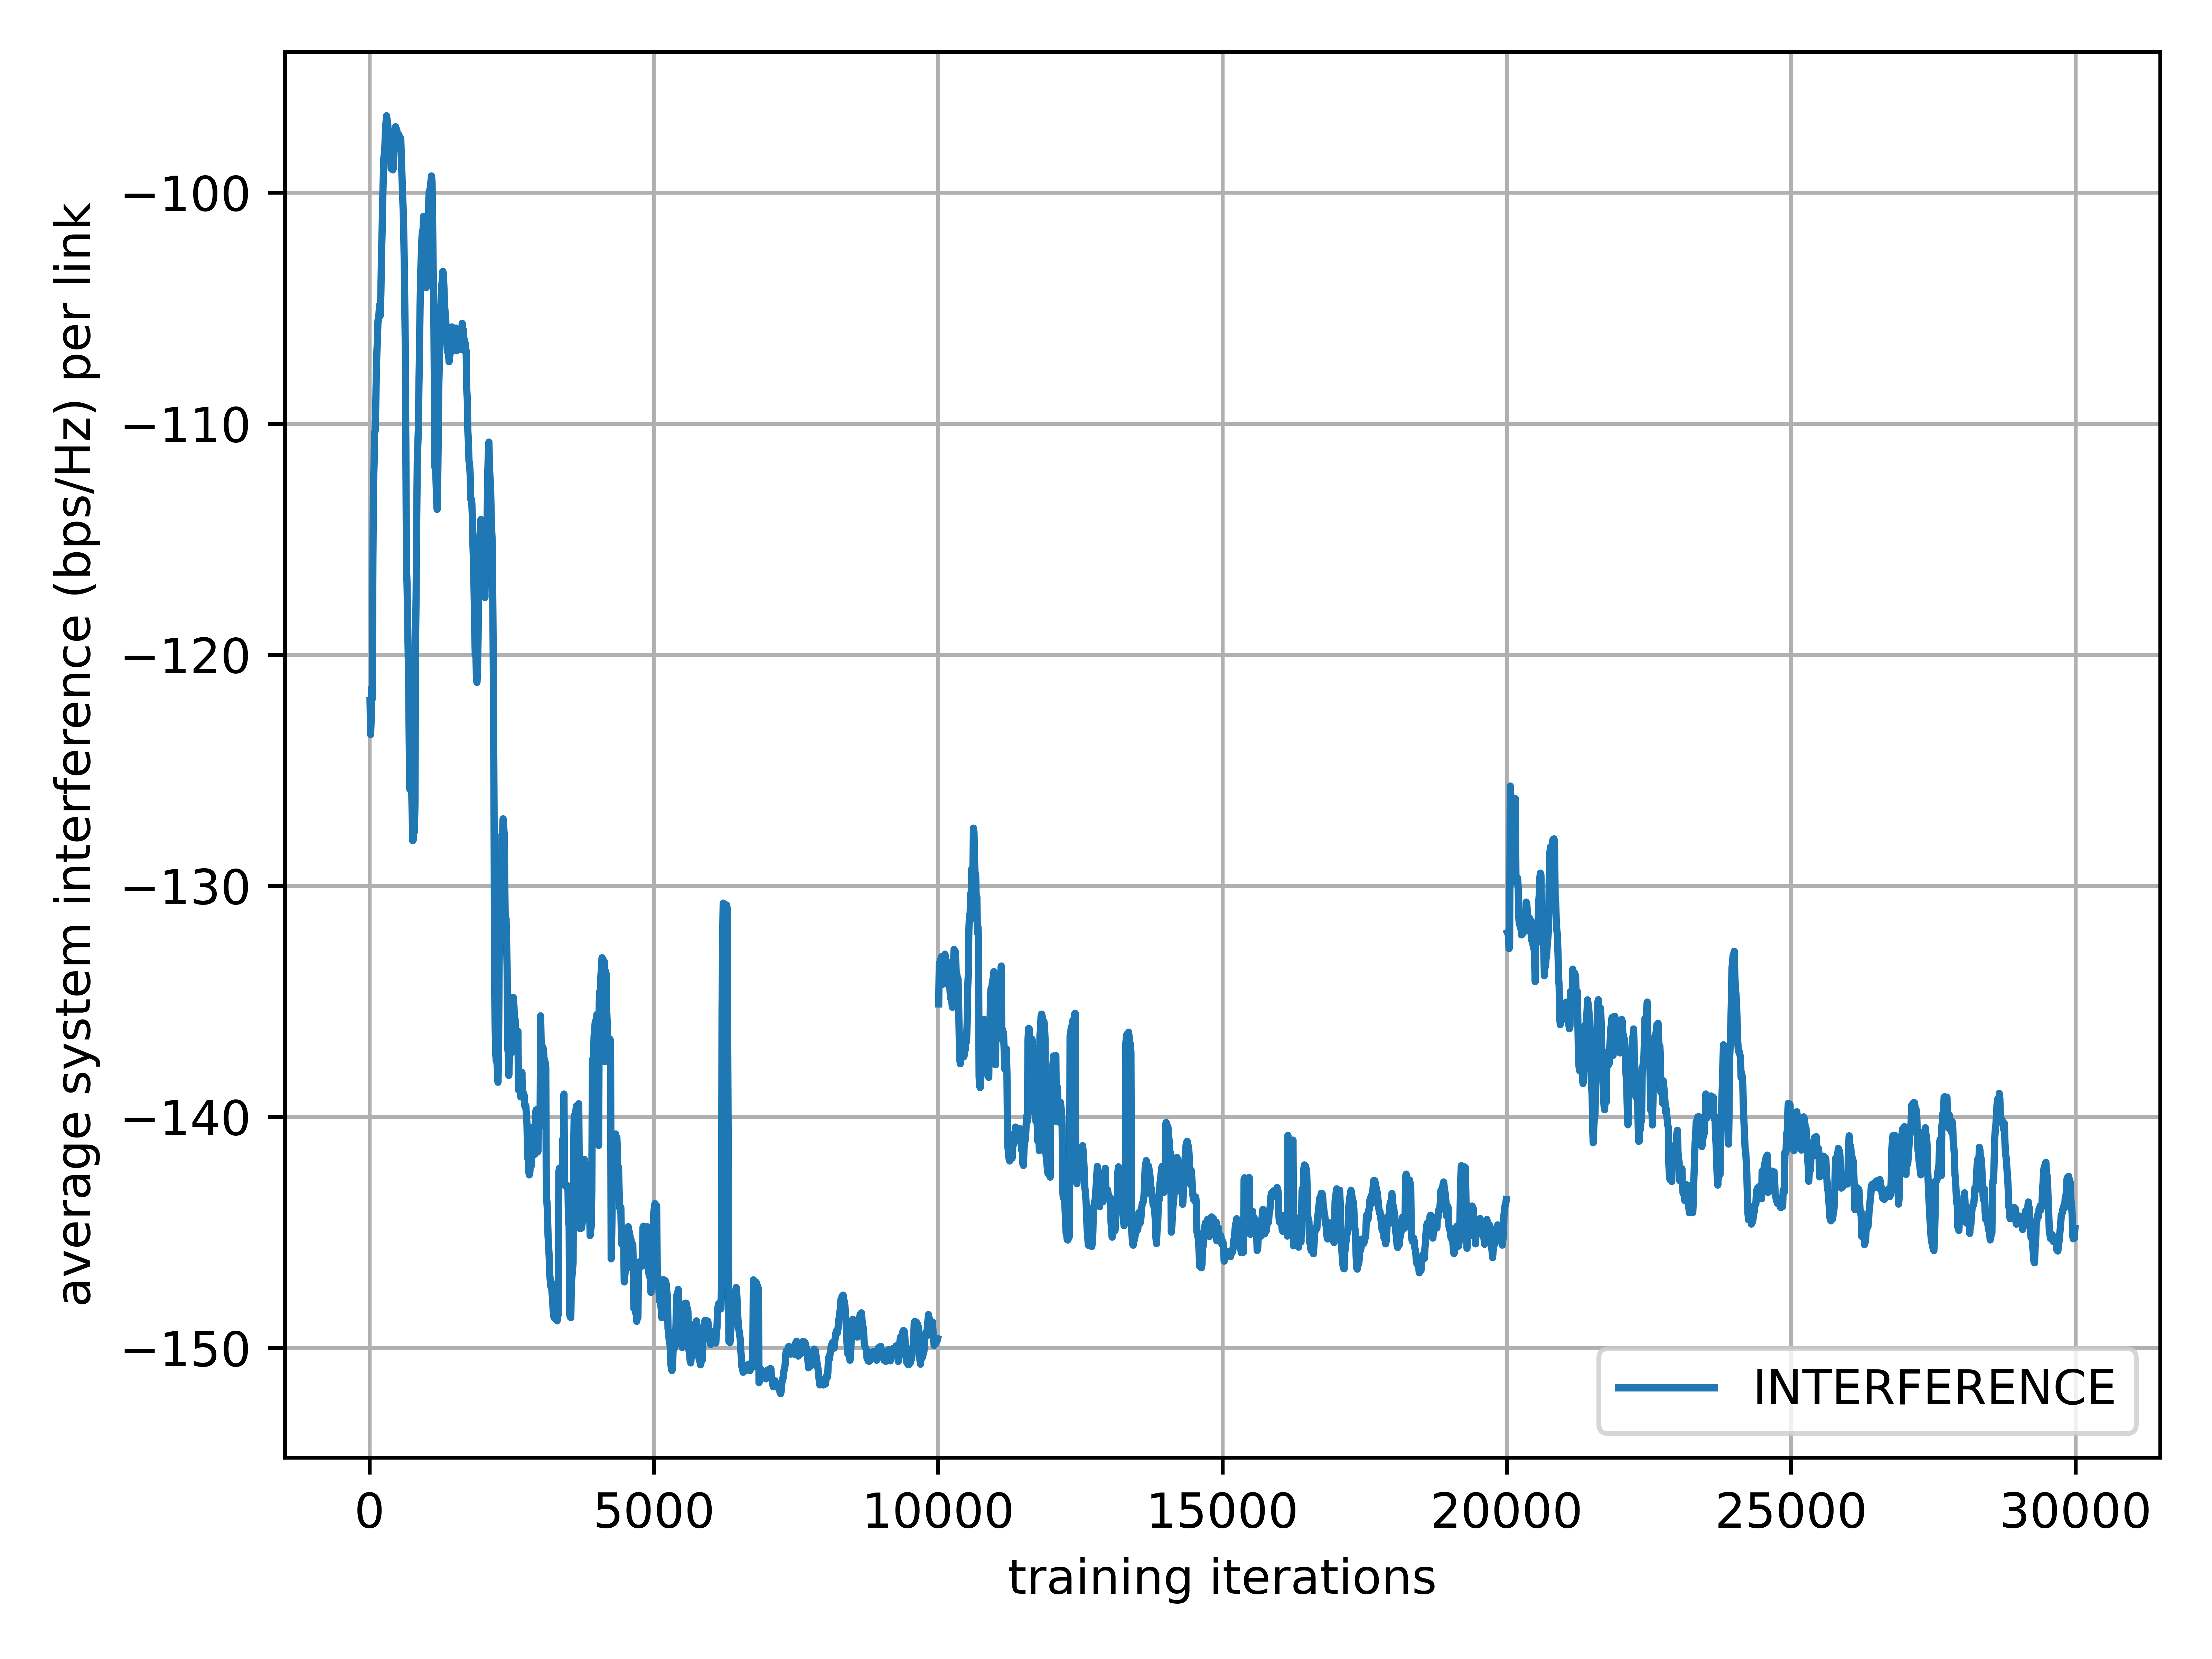 average system interference (bps/Hz) per link
−100
−110
−120
−130
−140
−150
INTERFERENCE
0 5000 10000 15000 20000 25000 30000
training iterations